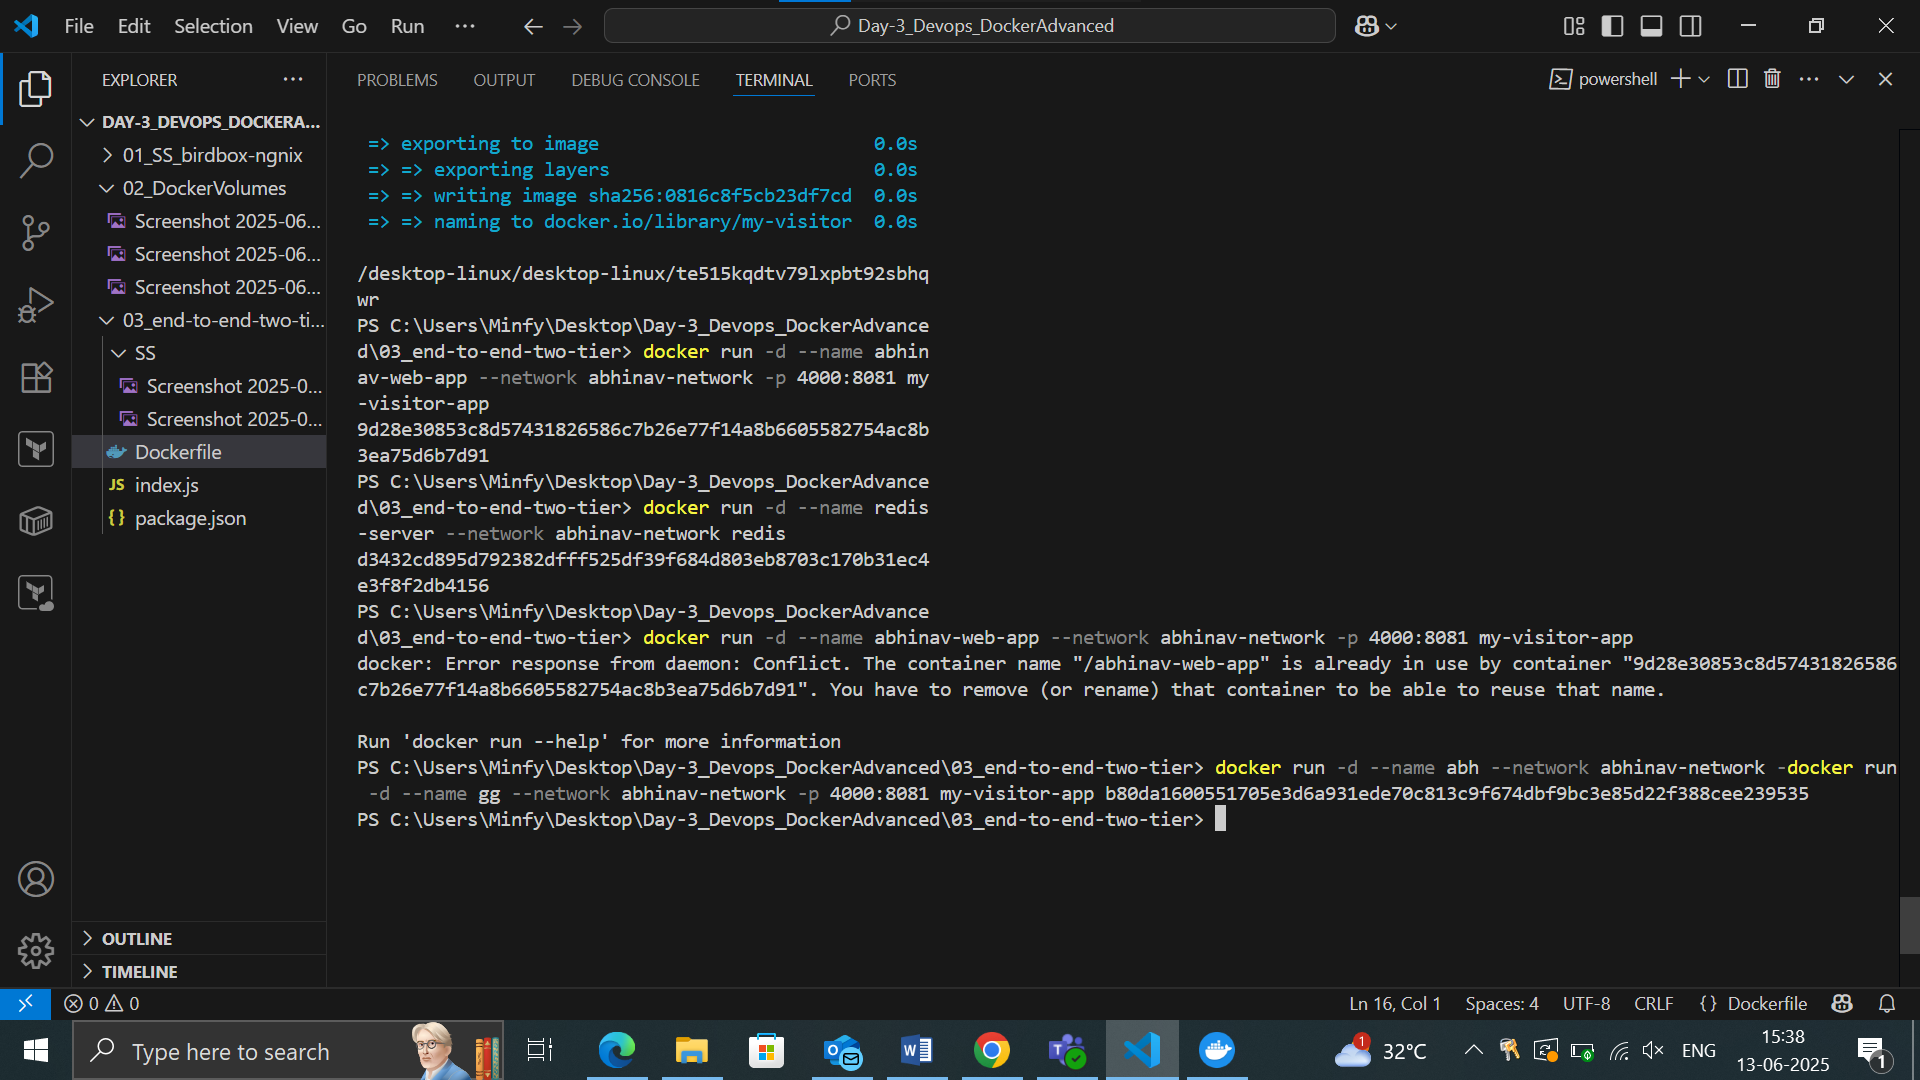 File Edit Selection View Go Run ···
Day-3_Devops_DockerAdvanced
EXPLORER
DAY-3_DEVOPS_DOCKERA...
01_SS_birdbox-ngnix
02_DockerVolumes
Screenshot 2025-06...
Screenshot 2025-06...
Screenshot 2025-06...
03_end-to-end-two-ti...
SS
Screenshot 2025-0...
Screenshot 2025-0...
Dockerfile
JS index.js
{} package.json
OUTLINE
TIMELINE
PROBLEMS OUTPUT DEBUG CONSOLE TERMINAL PORTS
powershell
=> exporting to image 0.0s
=> => exporting layers 0.0s
=> => writing image sha256:0816c8f5cb23df7cd 0.0s
=> => naming to docker.io/library/my-visitor 0.0s
/desktop-linux/desktop-linux/te515kqdtv79lxpbt92sbhq
wr
PS C:\Users\Minfy\Desktop\Day-3_Devops_DockerAdvance
d\03_end-to-end-two-tier> docker run -d --name abhin
av-web-app --network abhinav-network -p 4000:8081 my
-visitor-app
9d28e30853c8d57431826586c7b26e77f14a8b6605582754ac8b
3ea75d6b7d91
PS C:\Users\Minfy\Desktop\Day-3_Devops_DockerAdvance
d\03_end-to-end-two-tier> docker run -d --name redis
-server --network abhinav-network redis
d3432cd895d792382dfff525df39f684d803eb8703c170b31ec4
e3f8f2db4156
PS C:\Users\Minfy\Desktop\Day-3_Devops_DockerAdvance
d\03_end-to-end-two-tier> docker run -d --name abhinav-web-app --network abhinav-network -p 4000:8081 my-visitor-app
docker: Error response from daemon: Conflict. The container name "/abhinav-web-app" is already in use by container "9d28e30853c8d57431826586
c7b26e77f14a8b6605582754ac8b3ea75d6b7d91". You have to remove (or rename) that container to be able to reuse that name.
Run 'docker run --help' for more information
PS C:\Users\Minfy\Desktop\Day-3_Devops_DockerAdvanced\03_end-to-end-two-tier> docker run -d --name abh --network abhinav-network -docker run
-d --name gg --network abhinav-network -p 4000:8081 my-visitor-app b80da1600551705e3d6a931ede70c813c9f674dbf9bc3e85d22f388cee239535
PS C:\Users\Minfy\Desktop\Day-3_Devops_DockerAdvanced\03_end-to-end-two-tier>
0 0
Ln 16, Col 1 Spaces: 4 UTF-8 CRLF {} Dockerfile
Type here to search
1
32°C
ENG
15:38
13-06-2025
1